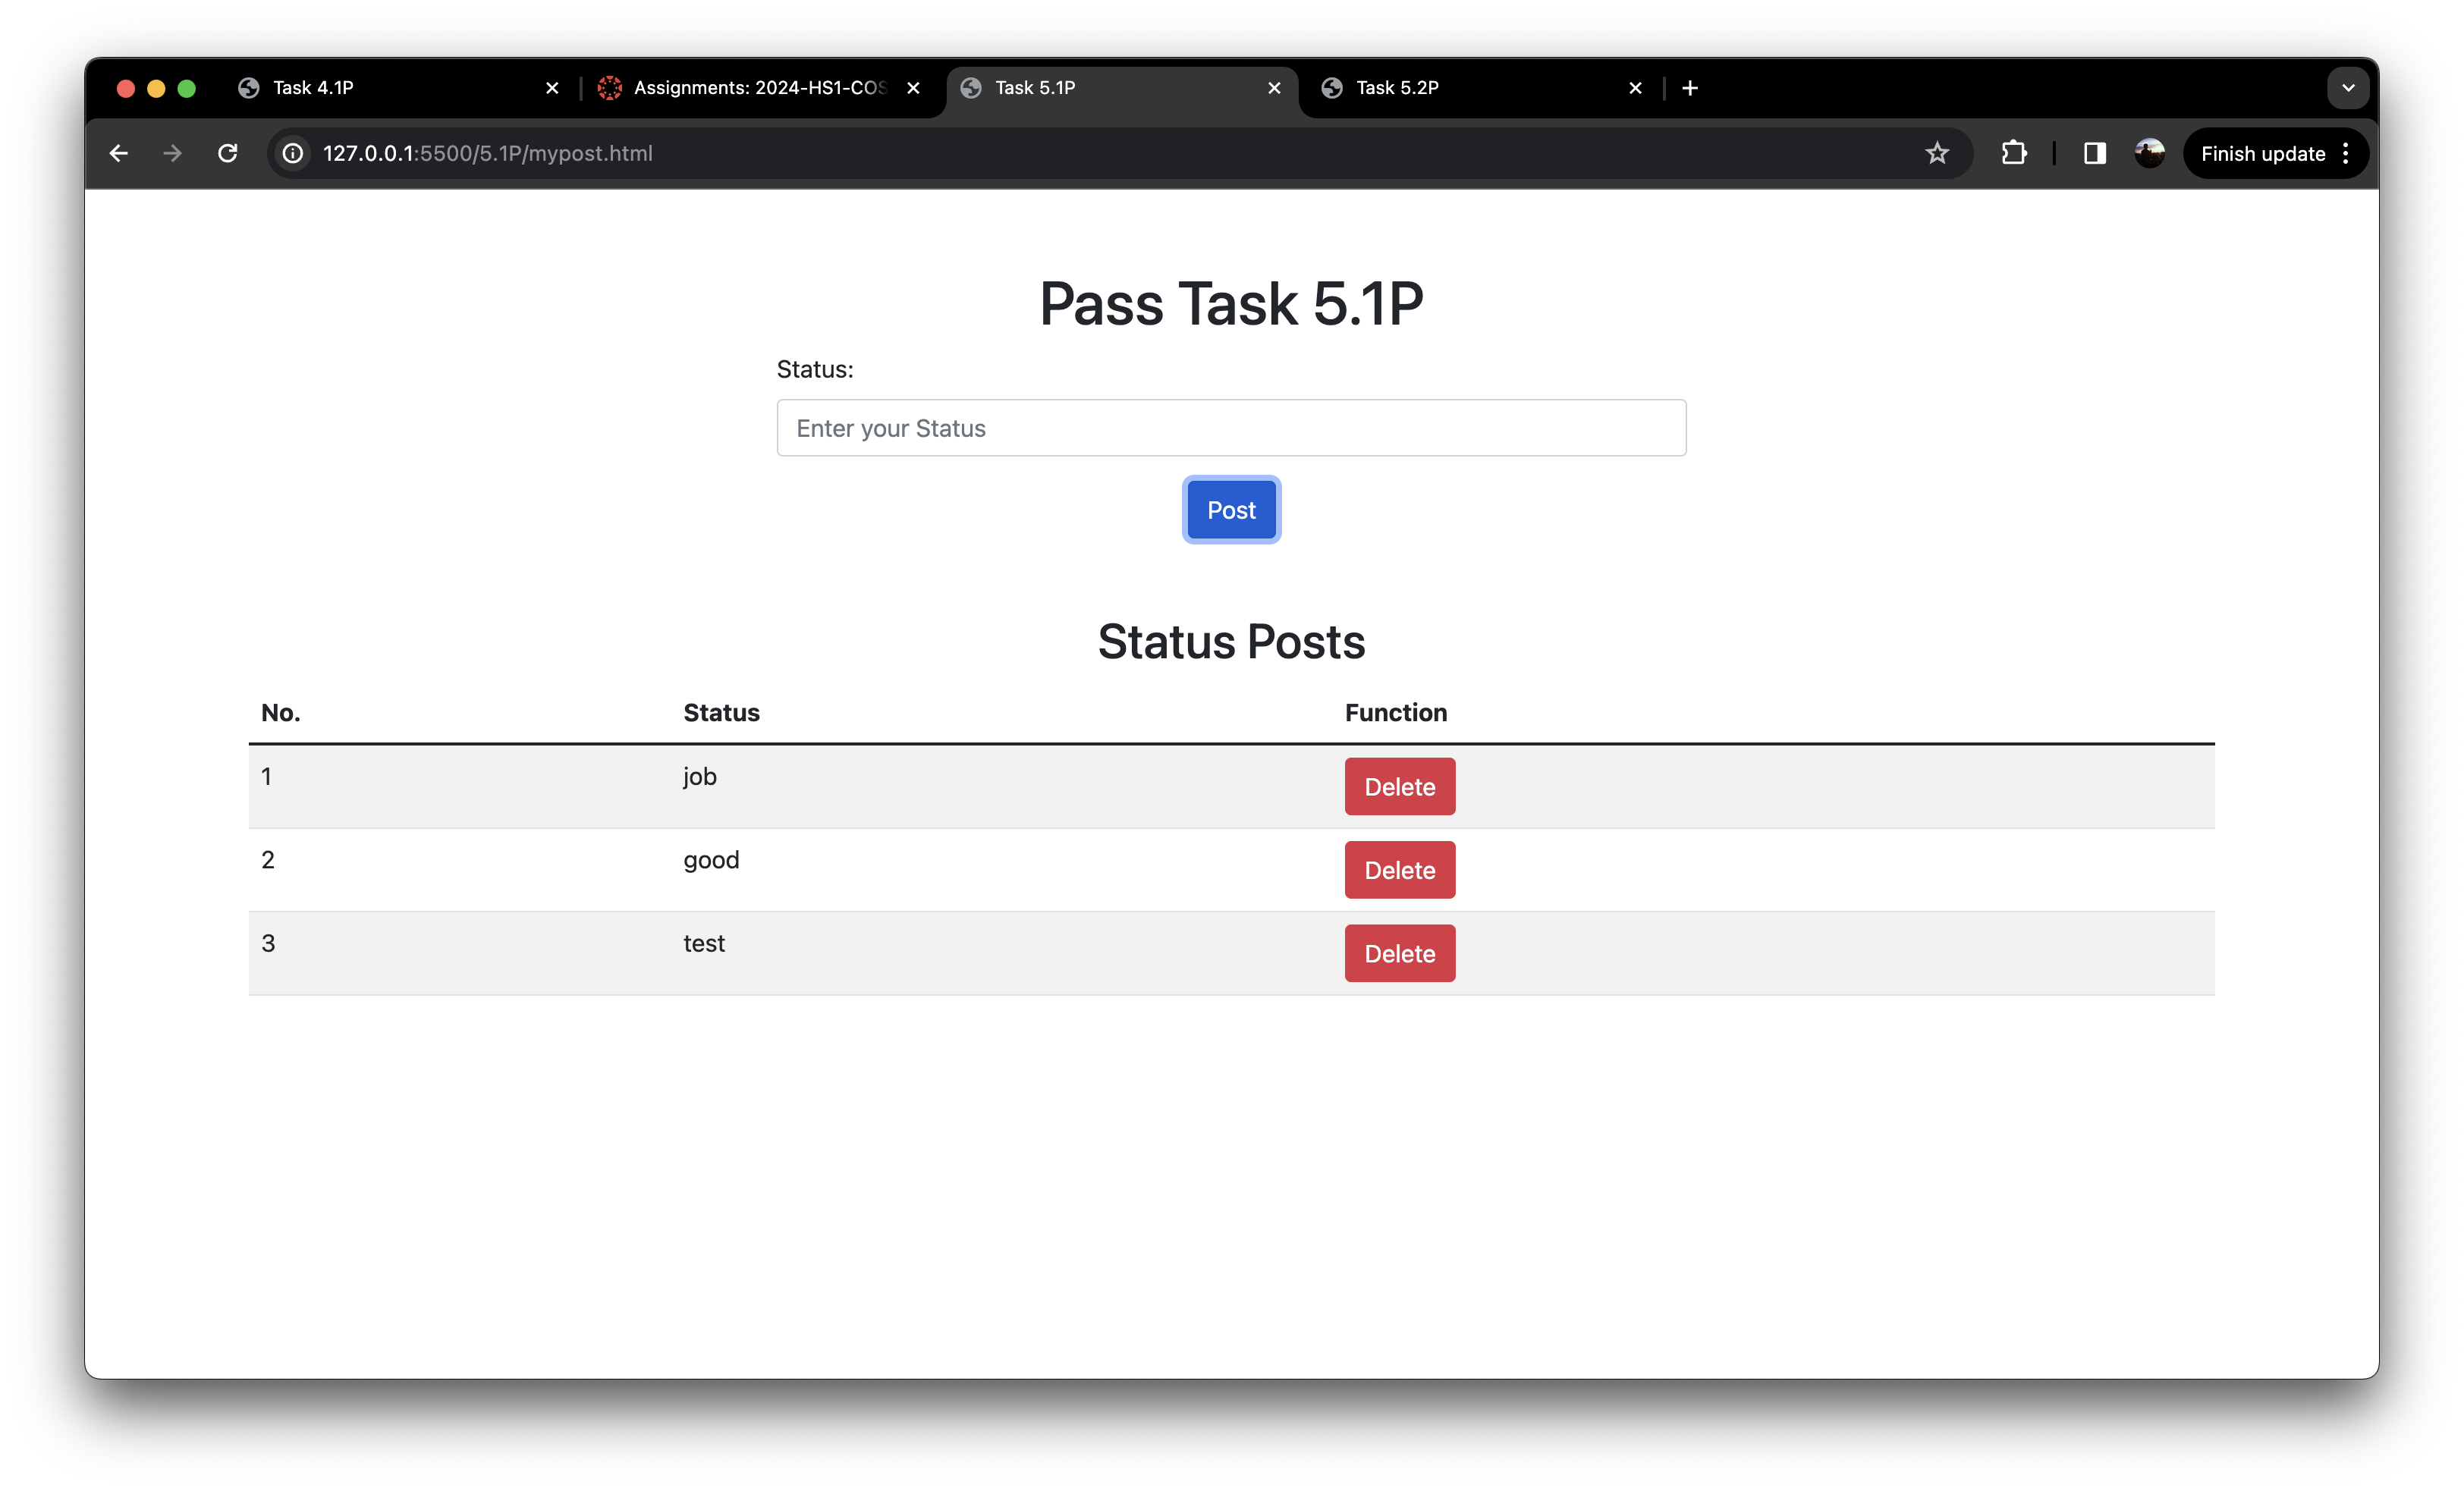 Task 4.1P
Assignments: 2024-HS1-COS
Task 5.1P
Task 5.2P
127.0.0.1:5500/5.1P/mypost.html
Finish update
Pass Task 5.1P
Status:
Enter your Status
Post
Status Posts
No. Status Function
1 job Delete
2 good Delete
3 test Delete